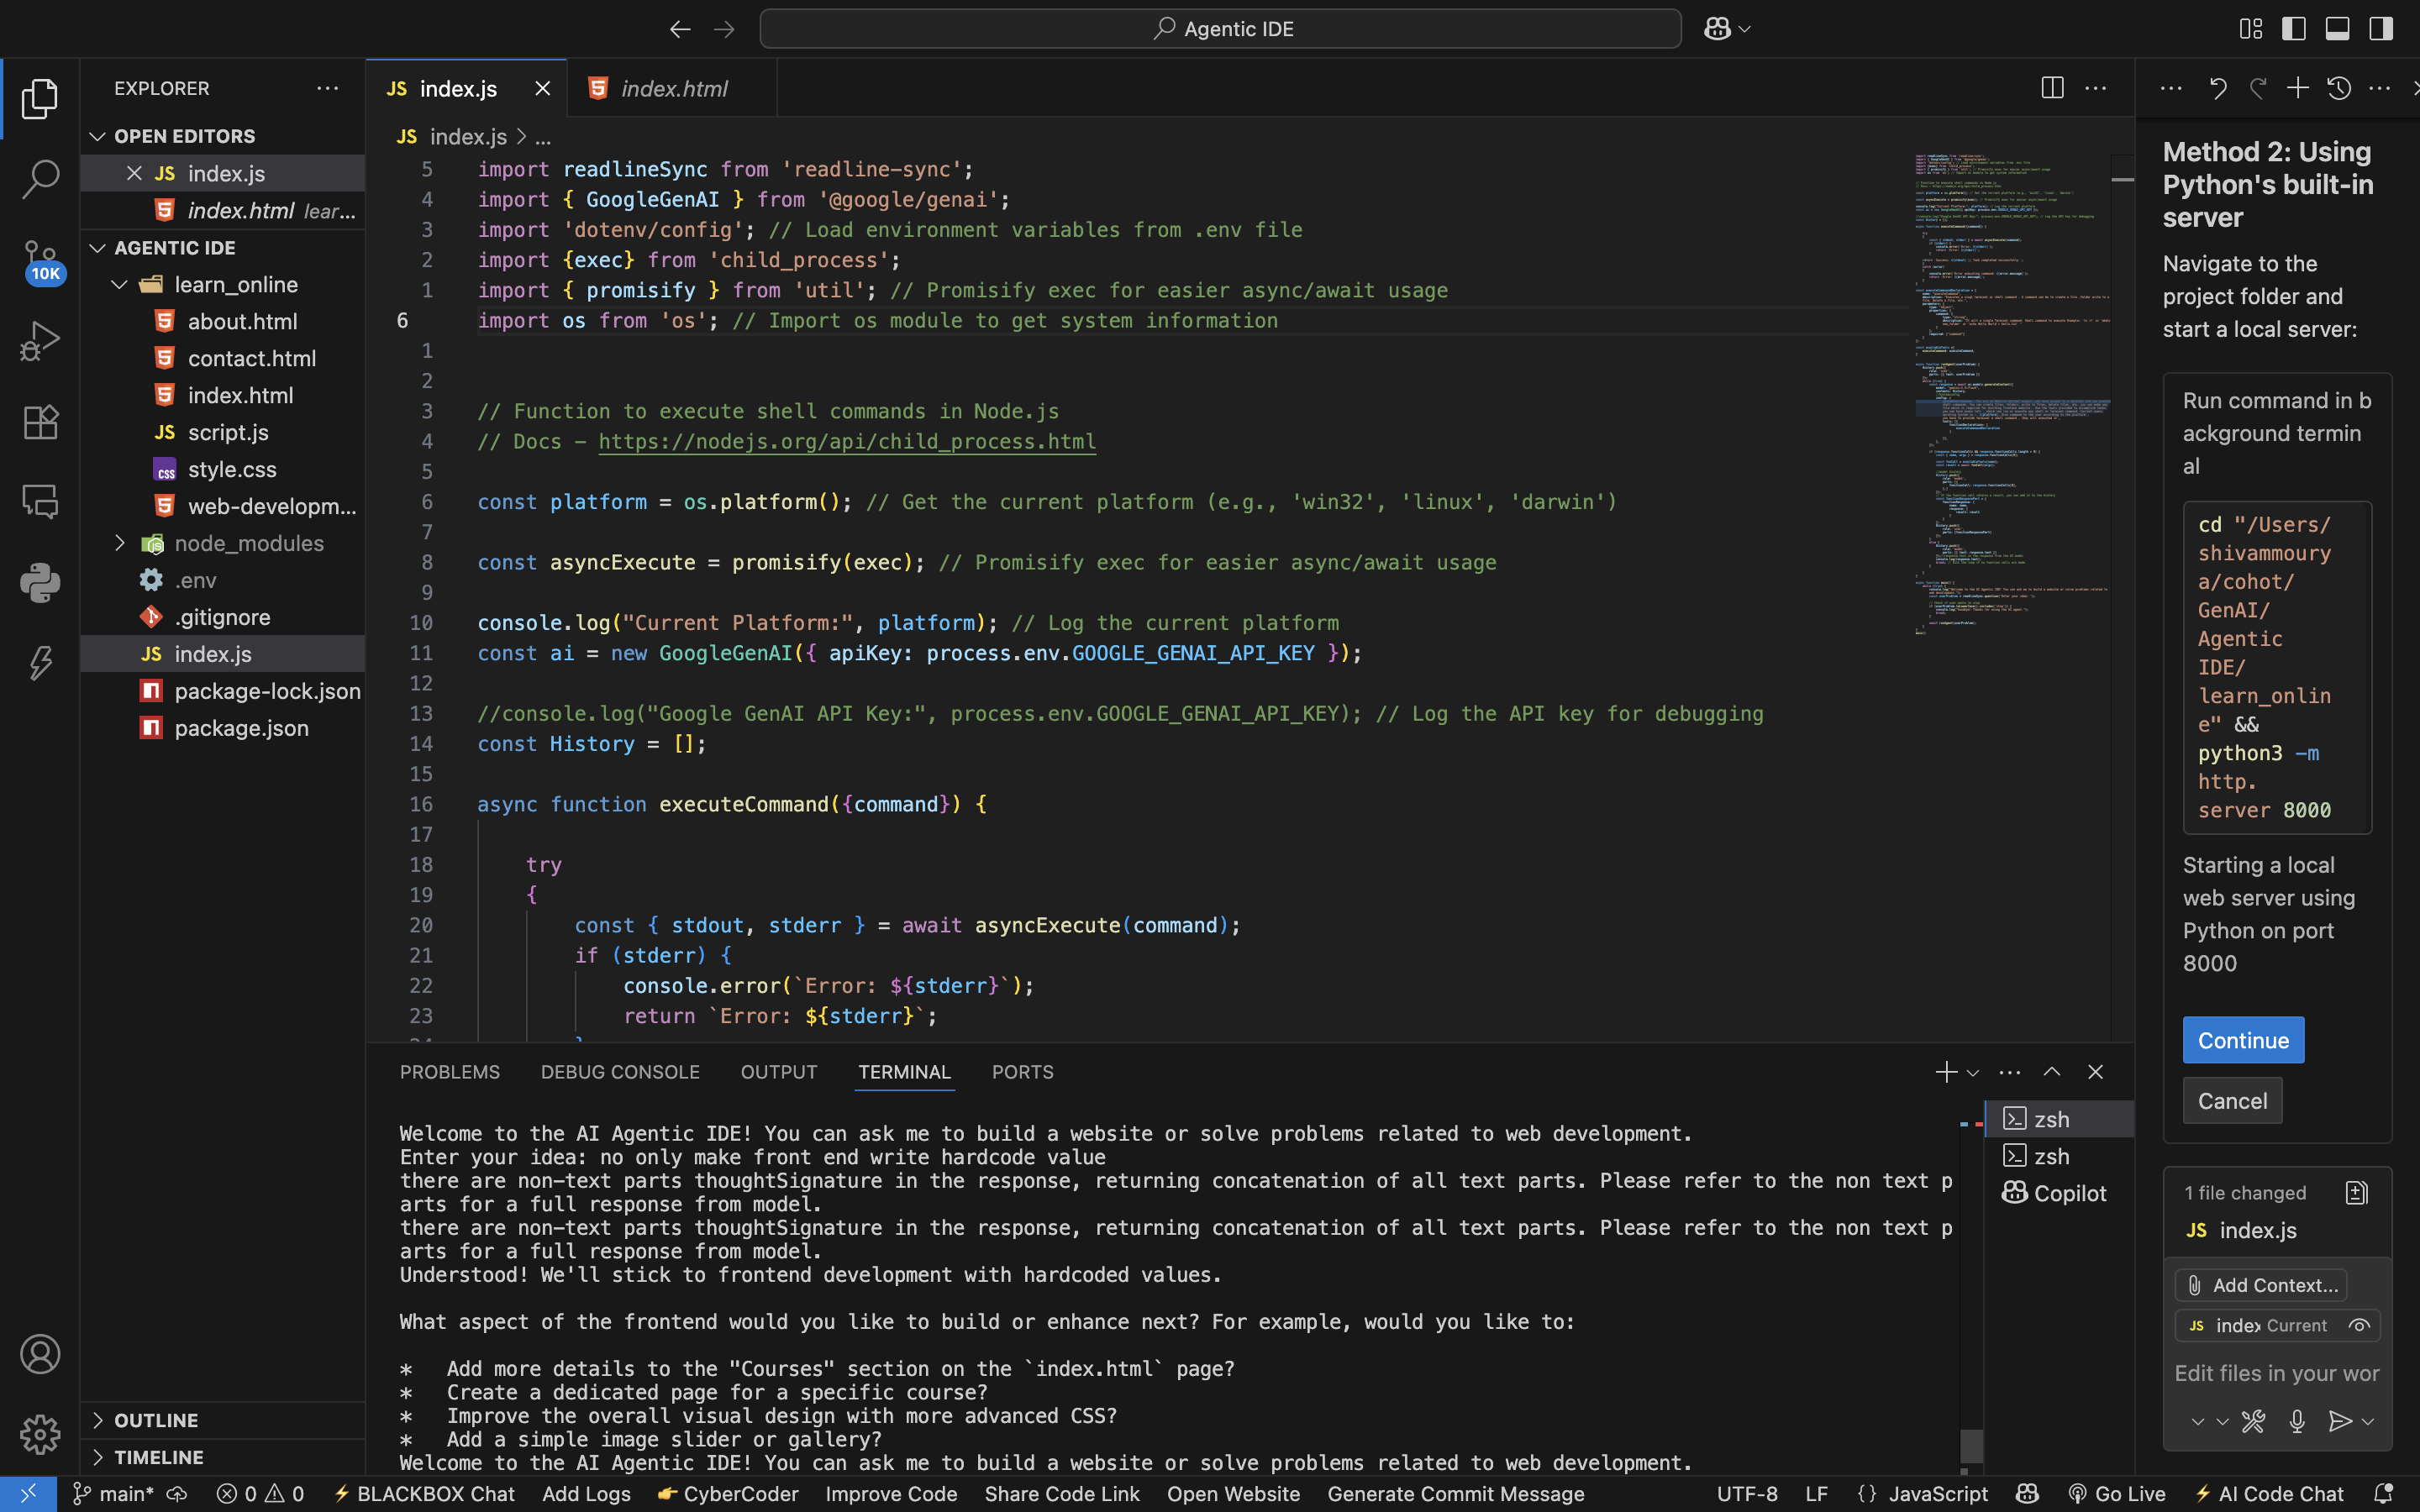 Agentic IDE
EXPLORER
OPEN EDITORS
JS index.js
index.html lear...
AGENTIC IDE
learn_online
about.html
contact.html
index.html
JS script.js
style.css
web-developm...
node_modules
.env
.gitignore
JS index.js
package-lock.json
package.json
OUTLINE
TIMELINE
10K
JS index.js
index.html
JS index.js > ...
5 import readlineSync from 'readline-sync';
4 import { GoogleGenAI } from '@google/genai';
3 import 'dotenv/config'; // Load environment variables from .env file
2 import {exec} from 'child_process';
1 import { promisify } from 'util'; // Promisify exec for easier async/await usage
6 import os from 'os'; // Import os module to get system information
1
2
3 // Function to execute shell commands in Node.js
4 // Docs - https://nodejs.org/api/child_process.html
5
6 const platform = os.platform(); // Get the current platform (e.g., 'win32', 'linux', 'darwin')
7
8 const asyncExecute = promisify(exec); // Promisify exec for easier async/await usage
9
10 console.log("Current Platform:", platform); // Log the current platform
11 const ai = new GoogleGenAI({ apiKey: process.env.GOOGLE_GENAI_API_KEY });
12
13 //console.log("Google GenAI API Key:", process.env.GOOGLE_GENAI_API_KEY); // Log the API key for debugging
14 const History = [];
15
16 async function executeCommand({command}) {
17
18 try
19 {
20 const { stdout, stderr } = await asyncExecute(command);
21 if (stderr) {
22 console.error(`Error: ${stderr}`);
23 return `Error: ${stderr}`;
PROBLEMS DEBUG CONSOLE OUTPUT TERMINAL PORTS
Welcome to the AI Agentic IDE! You can ask me to build a website or solve problems related to web development.
Enter your idea: no only make front end write hardcode value
there are non-text parts thoughtSignature in the response, returning concatenation of all text parts. Please refer to the non text p
arts for a full response from model.
there are non-text parts thoughtSignature in the response, returning concatenation of all text parts. Please refer to the non text p
arts for a full response from model.
Understood! We'll stick to frontend development with hardcoded values.
What aspect of the frontend would you like to build or enhance next? For example, would you like to:
* Add more details to the "Courses" section on the `index.html` page?
* Create a dedicated page for a specific course?
* Improve the overall visual design with more advanced CSS?
* Add a simple image slider or gallery?
Welcome to the AI Agentic IDE! You can ask me to build a website or solve problems related to web development.
zsh
zsh
Copilot
Method 2: Using
Python's built-in
server
Navigate to the
project folder and
start a local server:
Run command in b
ackground termin
al
cd "/Users/
shivammoury
a/cohot/
GenAI/
Agentic
IDE/
learn_onlin
e" &&
python3 -m
http.
server 8000
Starting a local
web server using
Python on port
8000
Continue
Cancel
1 file changed
JS index.js
Add Context...
JS index Current
Edit files in your wor
main* 0 0 BLACKBOX Chat Add Logs CyberCoder Improve Code Share Code Link Open Website Generate Commit Message UTF-8 LF {} JavaScript Go Live AI Code Chat